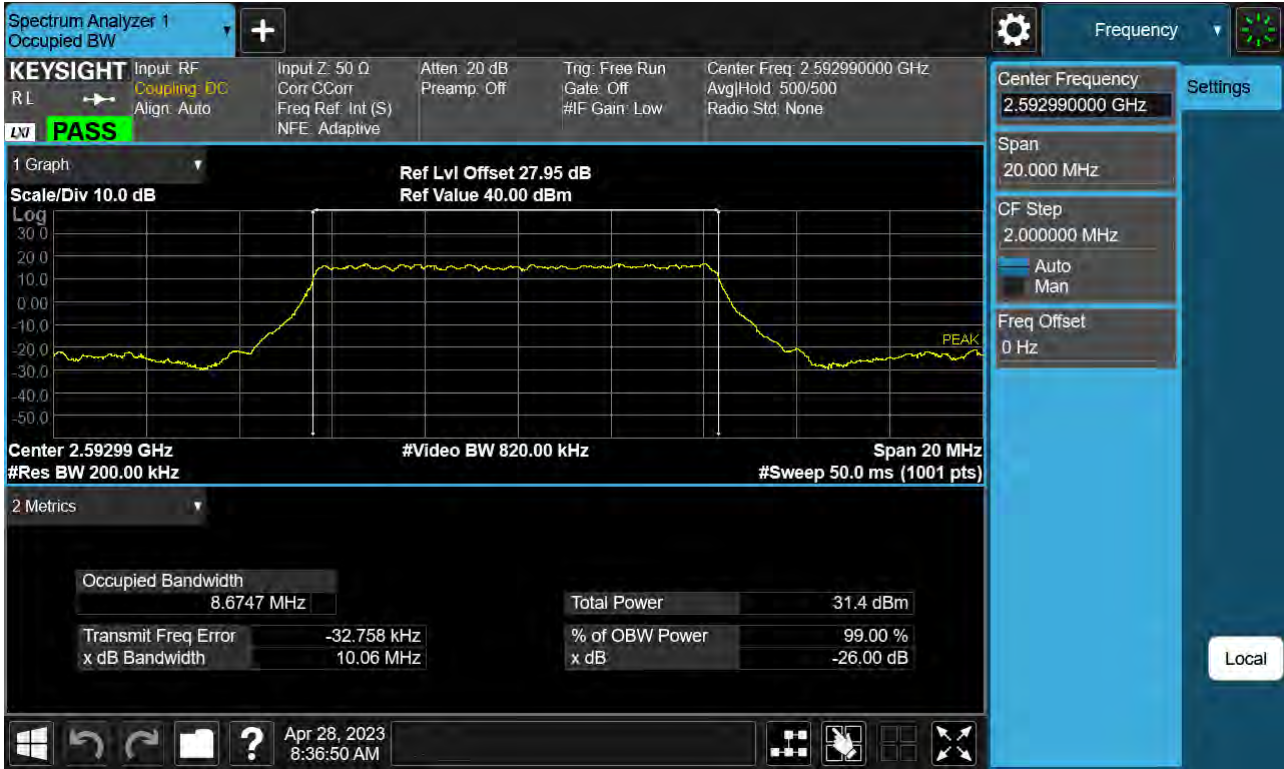 Spectrum Analyzer 1
Occupied BW
Frequency
KEYSIGHT
R L
LXI
PASS
Input: RF
Coupling: DC
Align: Auto
Input Z: 50 Ω
Corr CCorr
Freq Ref: Int (S)
NFE: Adaptive
Atten: 20 dB
Preamp: Off
Trig: Free Run
Gate: Off
#IF Gain: Low
Center Freq: 2.592990000 GHz
Avg|Hold: 500/500
Radio Std: None
Center Frequency
2.592990000 GHz
Settings
Span
20.000 MHz
CF Step
2.000000 MHz
Auto
Man
Freq Offset
0 Hz
Local
1 Graph
Scale/Div 10.0 dB
Ref Lvl Offset 27.95 dB
Ref Value 40.00 dBm
Log
30.0
20.0
10.0
0.00
-10.0
-20.0
-30.0
-40.0
-50.0
PEAK
Center 2.59299 GHz
#Video BW 820.00 kHz
Span 20 MHz
#Res BW 200.00 kHz
#Sweep 50.0 ms (1001 pts)
2 Metrics
Occupied Bandwidth
8.6747 MHz
Total Power 31.4 dBm
Transmit Freq Error -32.758 kHz
% of OBW Power 99.00 %
x dB Bandwidth 10.06 MHz
x dB -26.00 dB
?
Apr 28, 2023
8:36:50 AM